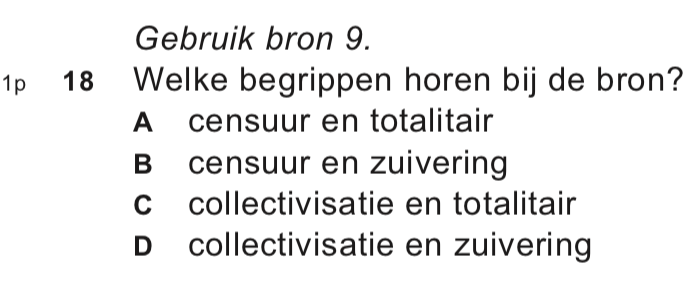 Gebruik bron 9.
1p 18 Welke begrippen horen bij de bron?
A censuur en totalitair
B censuur en zuivering
C collectivisatie en totalitair
D collectivisatie en zuivering